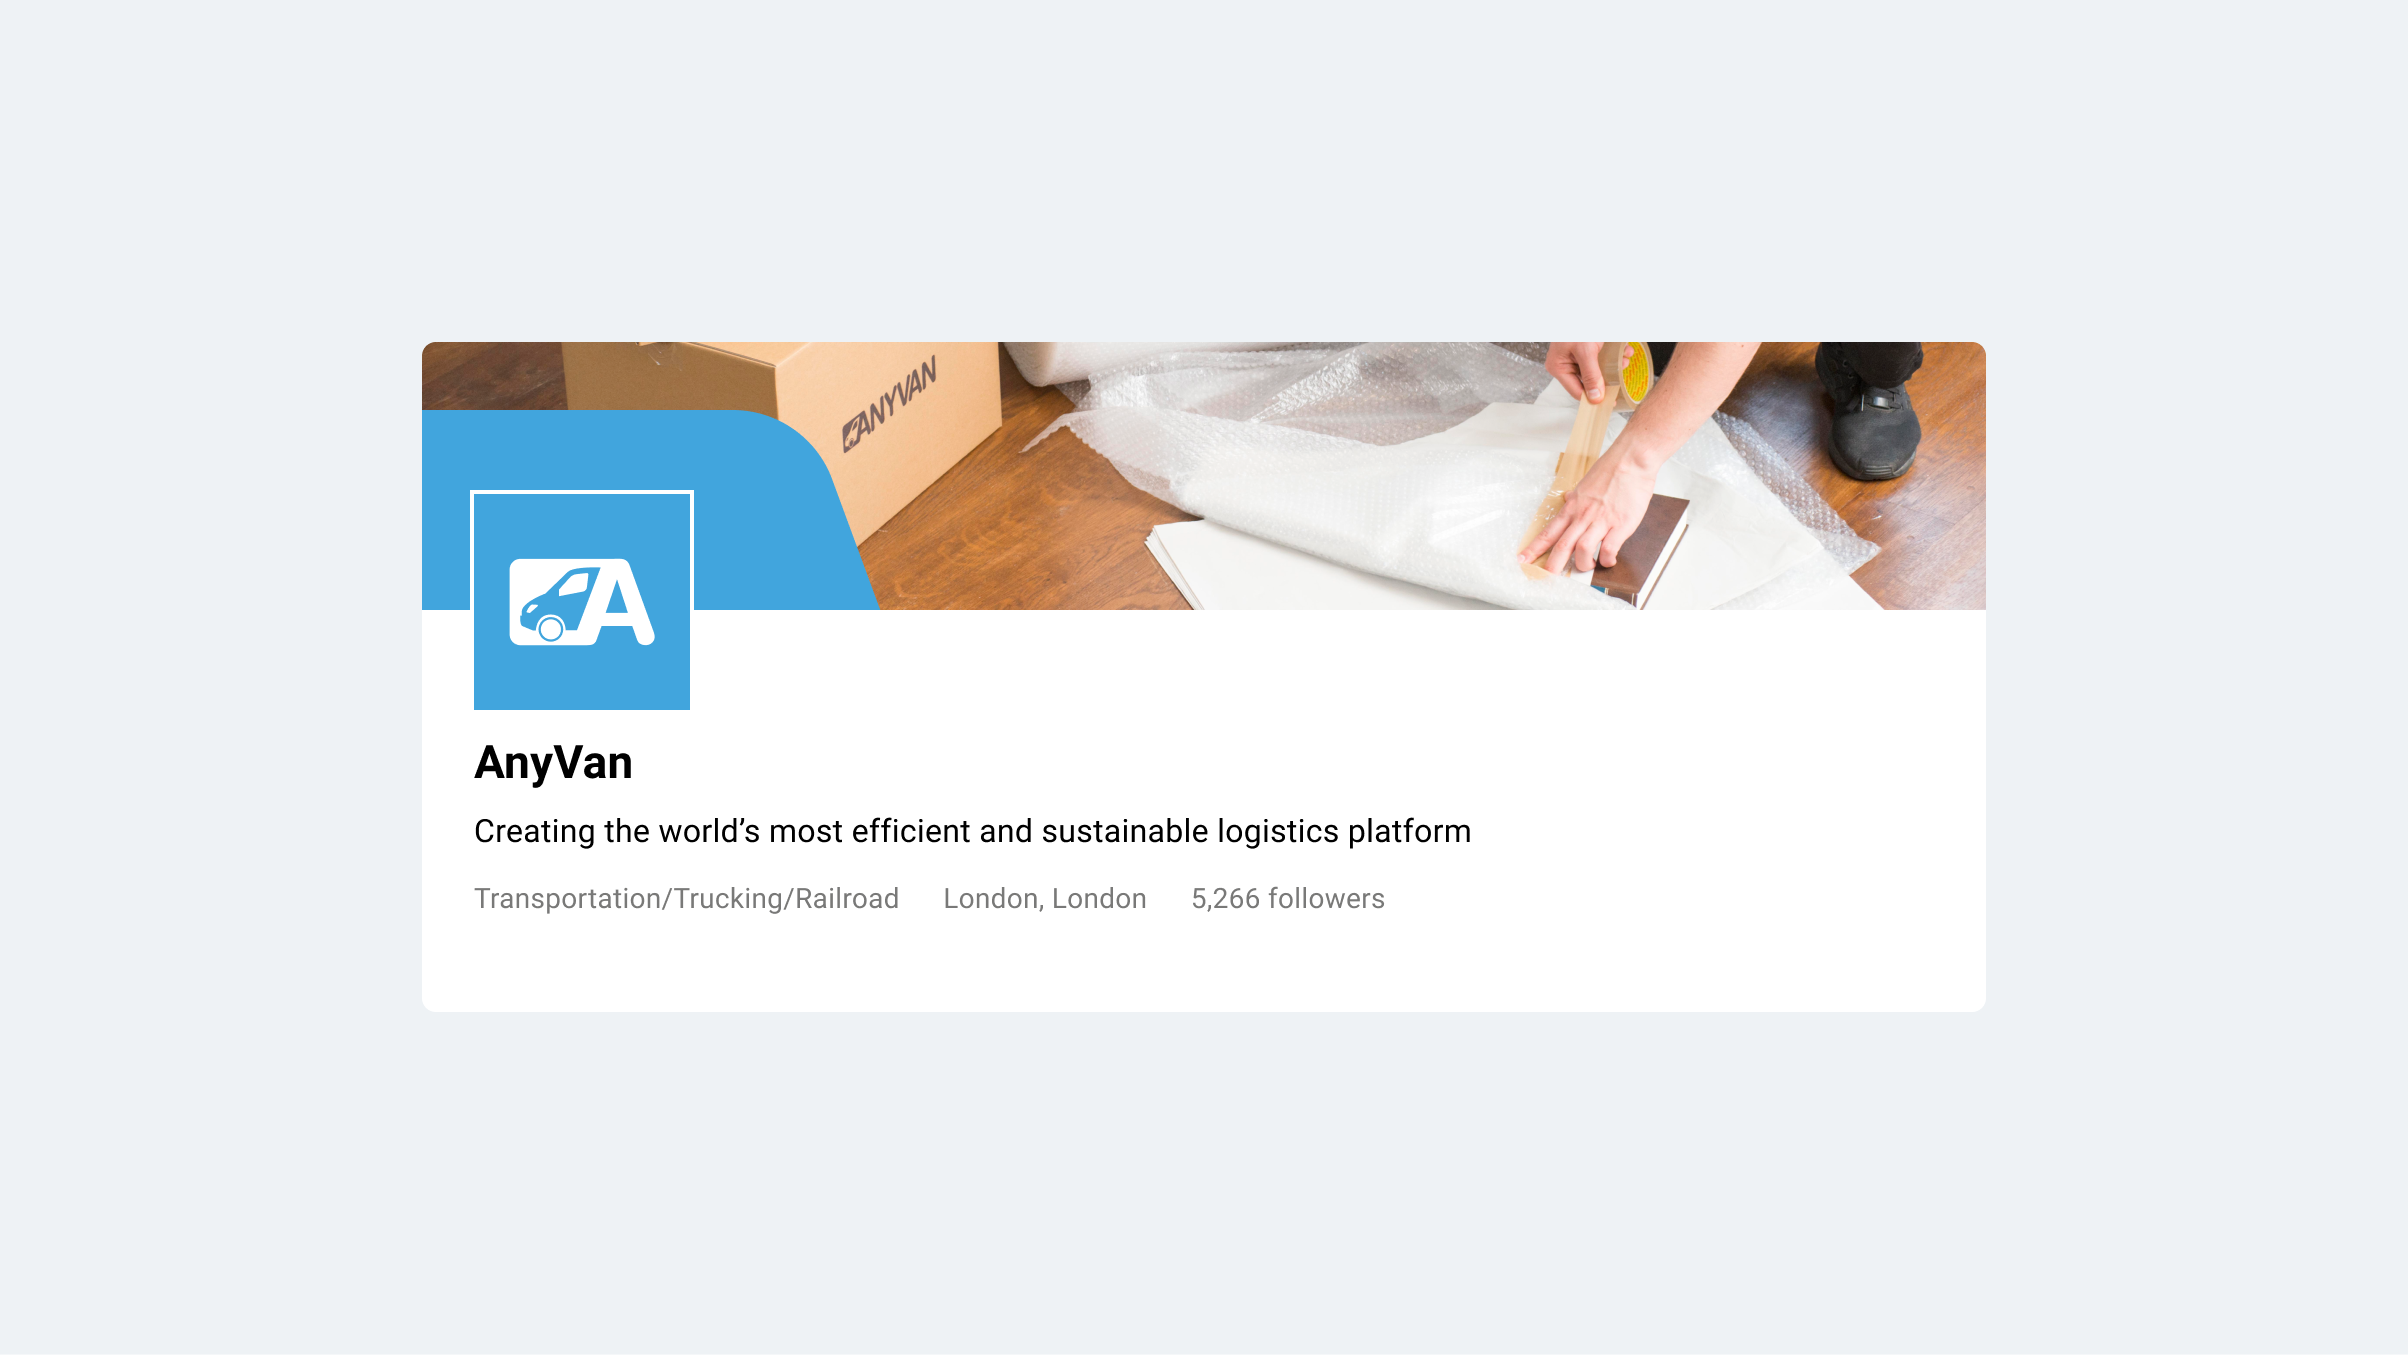 ANYVAN
A
AnyVan
Creating the world’s most efficient and sustainable logistics platform
Transportation/Trucking/Railroad London, London 5,266 followers